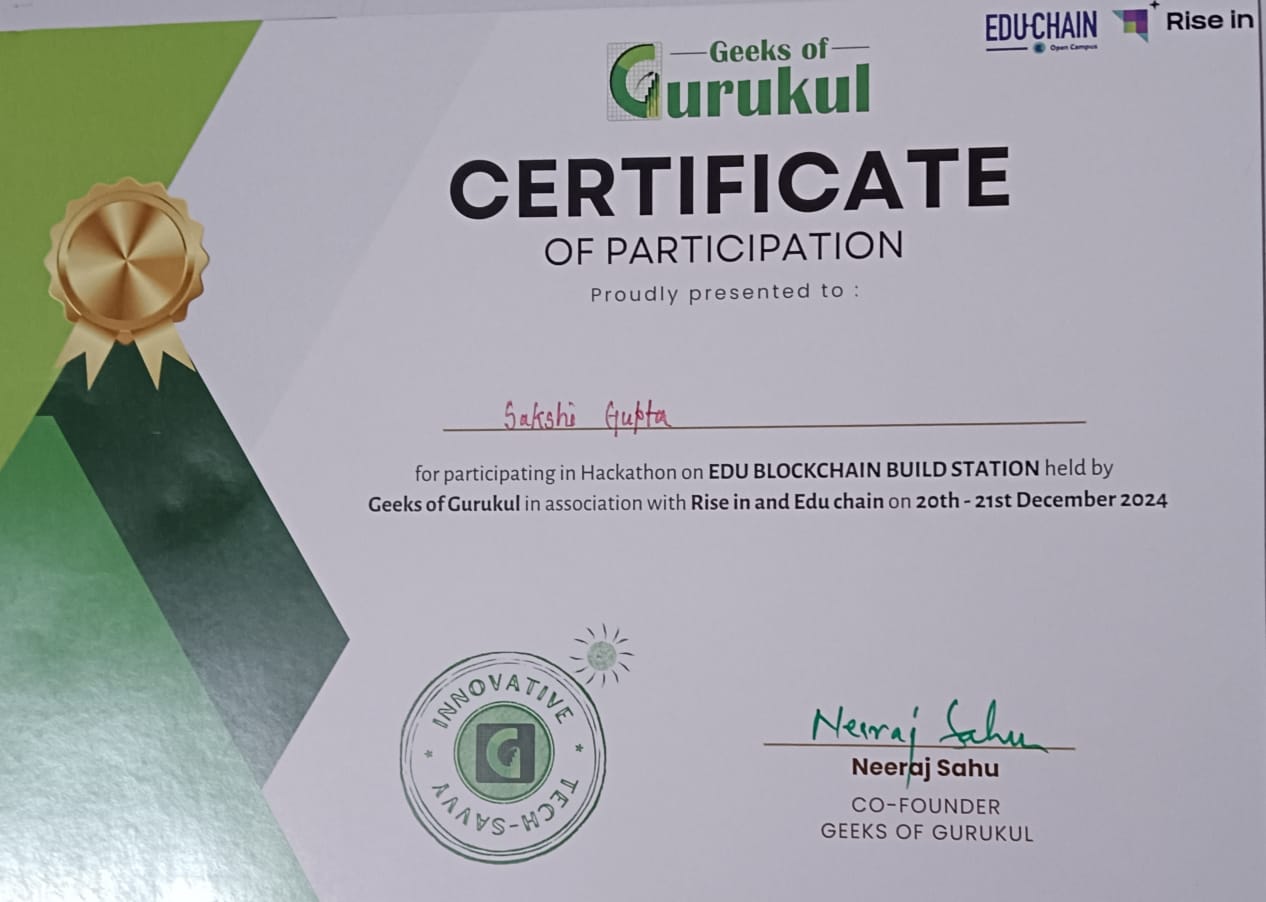 EDU-CHAIN
Open Campus
Rise in
Geeks of
Gurukul
CERTIFICATE
OF PARTICIPATION
Proudly presented to :
Sakshi Gupta
for participating in Hackathon on EDU BLOCKCHAIN BUILD STATION held by
Geeks of Gurukul in association with Rise in and Edu chain on 20th - 21st December 2024
INNOVATIVE
TECH-SAVVY
G
Neeraj Sahu
Neeraj Sahu
CO-FOUNDER
GEEKS OF GURUKUL